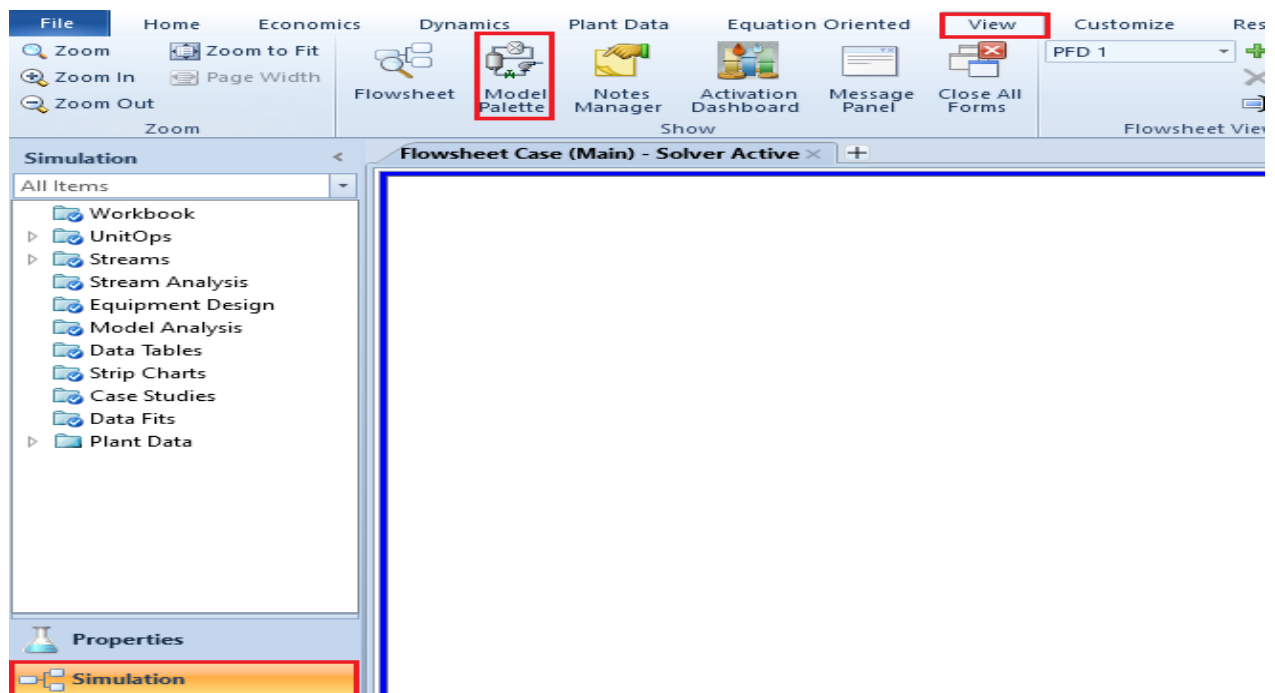 File Home Economics Dynamics Plant Data Equation Oriented View Customize Res
Zoom Zoom to Fit
Zoom In Page Width
Zoom Out
Zoom
Flowsheet
Model Palette
Notes Manager
Activation Dashboard
Message Panel
Close All Forms
Show
PFD 1
Flowsheet View
Simulation <
Flowsheet Case (Main) - Solver Active × +
All Items
Workbook
UnitOps
Streams
Stream Analysis
Equipment Design
Model Analysis
Data Tables
Strip Charts
Case Studies
Data Fits
Plant Data
Properties
Simulation